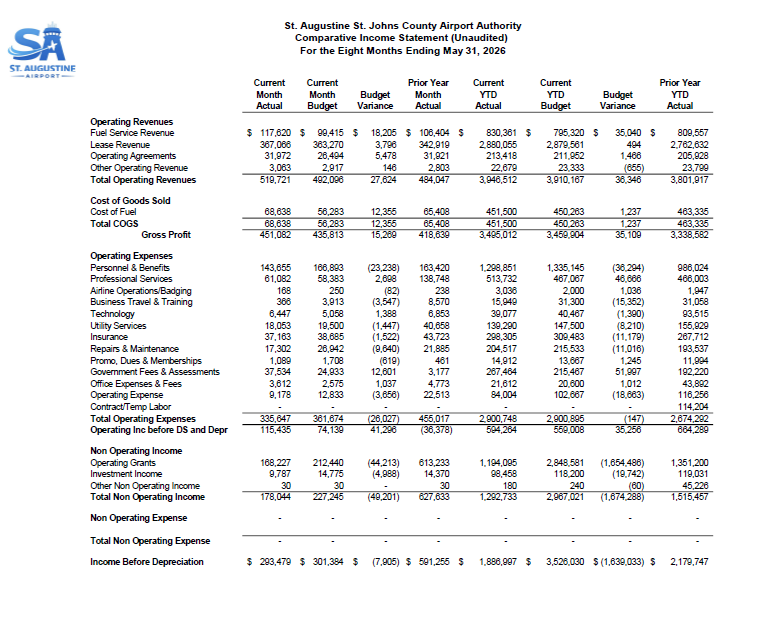 SA
ST. AUGUSTINE
AIRPORT
St. Augustine St. Johns County Airport Authority
Comparative Income Statement (Unaudited)
For the Eight Months Ending May 31, 2026
Current Month Actual Current Month Budget Budget Variance Prior Year Month Actual Current YTD Actual Current YTD Budget Budget Variance Prior Year YTD Actual
Operating Revenues
Fuel Service Revenue $ 117,620 $ 99,415 $ 18,205 $ 106,404 $ 830,361 $ 795,320 $ 35,040 $ 809,557
Lease Revenue 367,066 363,270 3,796 342,919 2,880,055 2,879,561 494 2,762,632
Operating Agreements 31,972 26,494 5,478 31,921 213,418 211,952 1,466 205,928
Other Operating Revenue 3,063 2,917 146 2,803 22,679 23,333 (655) 23,799
Total Operating Revenues 519,721 492,096 27,624 484,047 3,946,512 3,910,167 36,346 3,801,917
Cost of Goods Sold
Cost of Fuel 68,638 56,283 12,355 65,408 451,500 450,263 1,237 463,335
Total COGS 68,638 56,283 12,355 65,408 451,500 450,263 1,237 463,335
Gross Profit 451,082 435,813 15,269 418,639 3,495,012 3,459,904 35,109 3,338,582
Operating Expenses
Personnel & Benefits 143,655 166,893 (23,238) 163,420 1,298,851 1,335,145 (36,294) 986,024
Professional Services 61,082 58,383 2,698 138,748 513,732 467,067 46,666 466,003
Airline Operations/Badging 168 250 (82) 238 3,036 2,000 1,036 1,947
Business Travel & Training 366 3,913 (3,547) 8,570 15,949 31,300 (15,352) 31,058
Technology 6,447 5,058 1,388 6,853 39,077 40,467 (1,390) 93,515
Utility Services 18,053 19,500 (1,447) 40,658 139,290 147,500 (8,210) 155,929
Insurance 37,163 38,685 (1,522) 43,723 298,305 309,483 (11,179) 267,712
Repairs & Maintenance 17,302 26,942 (9,640) 21,885 204,517 215,533 (11,016) 193,537
Promo, Dues & Memberships 1,089 1,708 (619) 461 14,912 13,667 1,245 11,994
Government Fees & Assessments 37,534 24,933 12,601 3,177 267,464 215,467 51,997 192,220
Office Expenses & Fees 3,612 2,575 1,037 4,773 21,612 20,600 1,012 43,892
Operating Expense 9,178 12,833 (3,656) 22,513 84,004 102,667 (18,663) 116,256
Contract/Temp Labor - - - - - - - 114,204
Total Operating Expenses 335,647 361,674 (26,027) 455,017 2,900,748 2,900,895 (147) 2,674,292
Operating Inc before DS and Depr 115,435 74,139 41,296 (36,378) 594,264 559,008 35,256 664,289
Non Operating Income
Operating Grants 168,227 212,440 (44,213) 613,233 1,194,095 2,848,581 (1,654,486) 1,351,200
Investment Income 9,787 14,775 (4,988) 14,370 98,458 118,200 (19,742) 119,031
Other Non Operating Income 30 30 - 30 180 240 (60) 45,226
Total Non Operating Income 178,044 227,245 (49,201) 627,633 1,292,733 2,967,021 (1,674,288) 1,515,457
Non Operating Expense - - - - - - - -
Total Non Operating Expense - - - - - - - -
Income Before Depreciation $ 293,479 $ 301,384 $ (7,905) $ 591,255 $ 1,886,997 $ 3,526,030 $ (1,639,033) $ 2,179,747